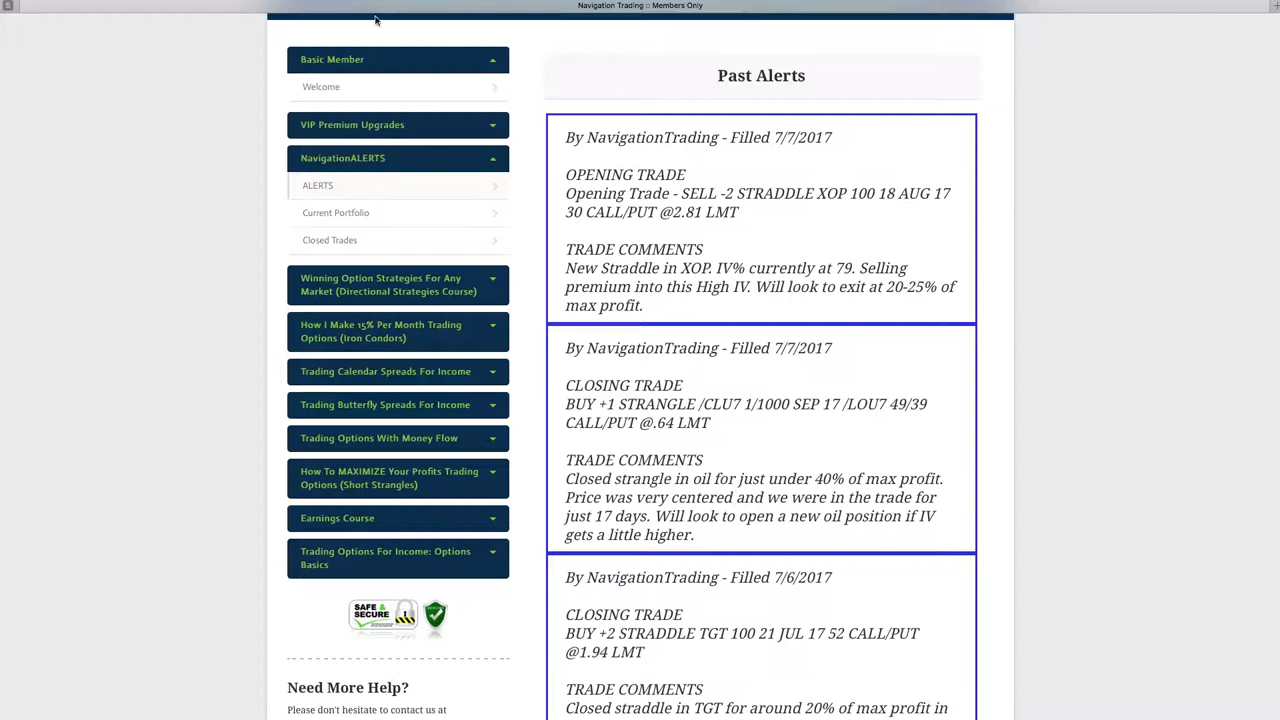 Navigation Trading :: Members Only
Basic Member
Welcome
VIP Premium Upgrades
NavigationALERTS
ALERTS
Current Portfolio
Closed Trades
Winning Option Strategies For Any
Market (Directional Strategies Course)
How I Make 15% Per Month Trading
Options (Iron Condors)
Trading Calendar Spreads For Income
Trading Butterfly Spreads For Income
Trading Options With Money Flow
How To MAXIMIZE Your Profits Trading
Options (Short Strangles)
Earnings Course
Trading Options For Income: Options
Basics
SAFE &
SECURE
Need More Help?
Please don't hesitate to contact us at
Past Alerts
By NavigationTrading - Filled 7/7/2017
OPENING TRADE
Opening Trade - SELL -2 STRADDLE XOP 100 18 AUG 17
30 CALL/PUT @2.81 LMT
TRADE COMMENTS
New Straddle in XOP. IV% currently at 79. Selling
premium into this High IV. Will look to exit at 20-25% of
max profit.
By NavigationTrading - Filled 7/7/2017
CLOSING TRADE
BUY +1 STRANGLE /CLU7 1/1000 SEP 17 /LOU7 49/39
CALL/PUT @.64 LMT
TRADE COMMENTS
Closed strangle in oil for just under 40% of max profit.
Price was very centered and we were in the trade for
just 17 days. Will look to open a new oil position if IV
gets a little higher.
By NavigationTrading - Filled 7/6/2017
CLOSING TRADE
BUY +2 STRADDLE TGT 100 21 JUL 17 52 CALL/PUT
@1.94 LMT
TRADE COMMENTS
Closed straddle in TGT for around 20% of max profit in